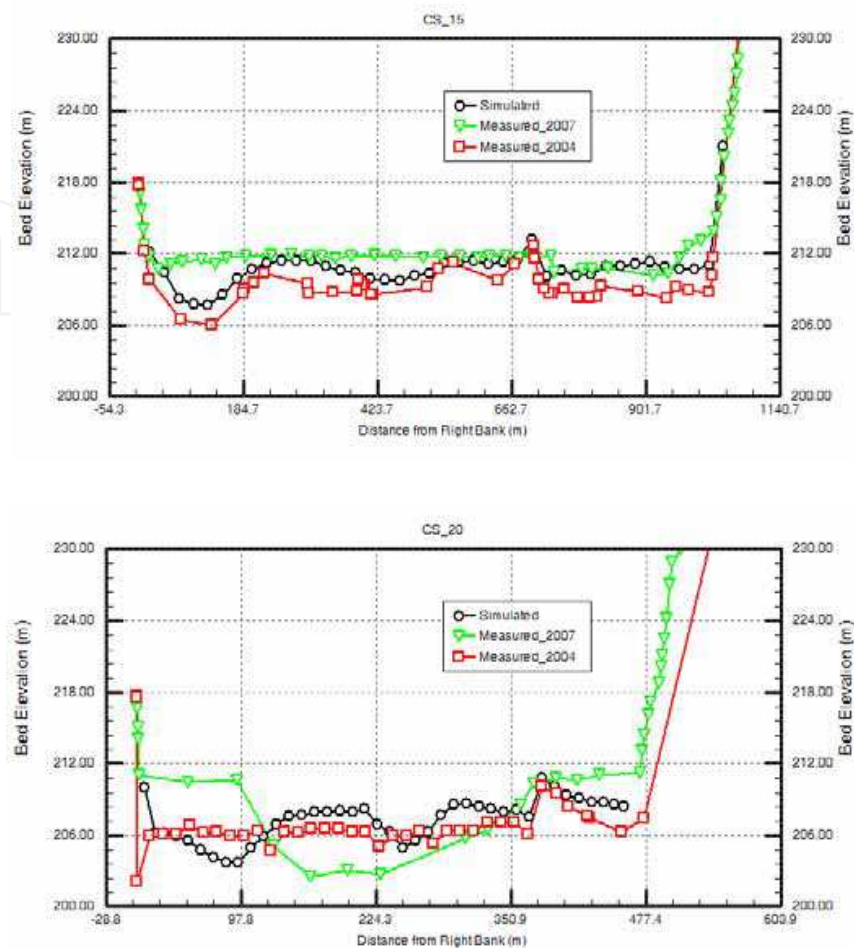 CS_15
230.00 230.00
224.00 224.00
218.00 218.00
212.00 212.00
206.00 206.00
200.00 200.00
Bed Elevation (m)
Bed Elevation (m)
Simulated
Measured_2007
Measured_2004
-54.3 184.7 423.7 662.7 901.7 1140.7
Distance from Right Bank (m)
CS_20
230.00 230.00
224.00 224.00
218.00 218.00
212.00 212.00
206.00 206.00
200.00 200.00
Bed Elevation (m)
Bed Elevation (m)
Simulated
Measured_2007
Measured_2004
-28.8 97.8 224.3 350.9 477.4 603.9
Distance from Right Bank (m)